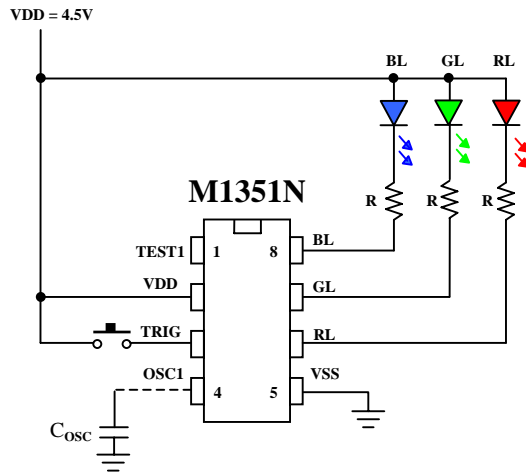 VDD = 4.5V
BL GL RL
R R R
M1351N
TEST1 1 8 BL
VDD GL
TRIG RL
OSC1 4 5 VSS
COSC